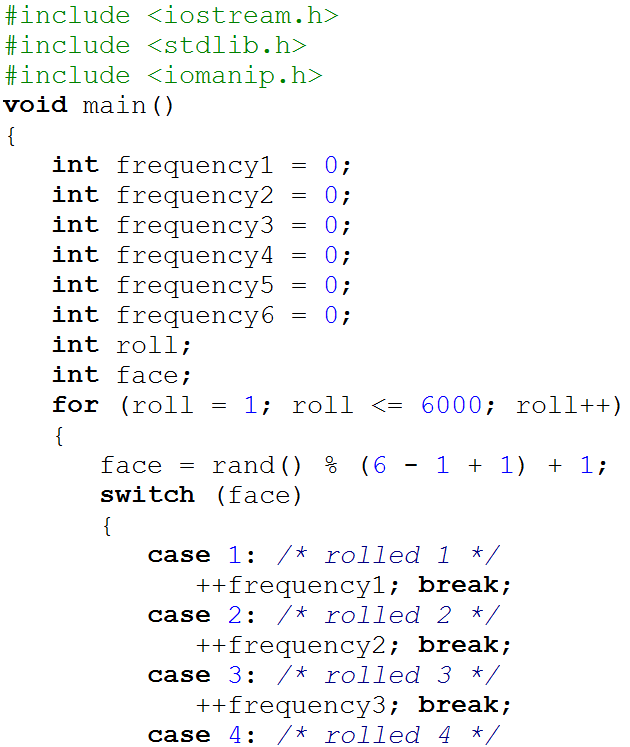 #include <iostream.h>
#include <stdlib.h>
#include <iomanip.h>
void main()
{
   int frequency1 = 0;
   int frequency2 = 0;
   int frequency3 = 0;
   int frequency4 = 0;
   int frequency5 = 0;
   int frequency6 = 0;
   int roll;
   int face;
   for (roll = 1; roll <= 6000; roll++)
   {
      face = rand() % (6 - 1 + 1) + 1;
      switch (face)
      {
         case 1: /* rolled 1 */
            ++frequency1; break;
         case 2: /* rolled 2 */
            ++frequency2; break;
         case 3: /* rolled 3 */
            ++frequency3; break;
         case 4: /* rolled 4 */